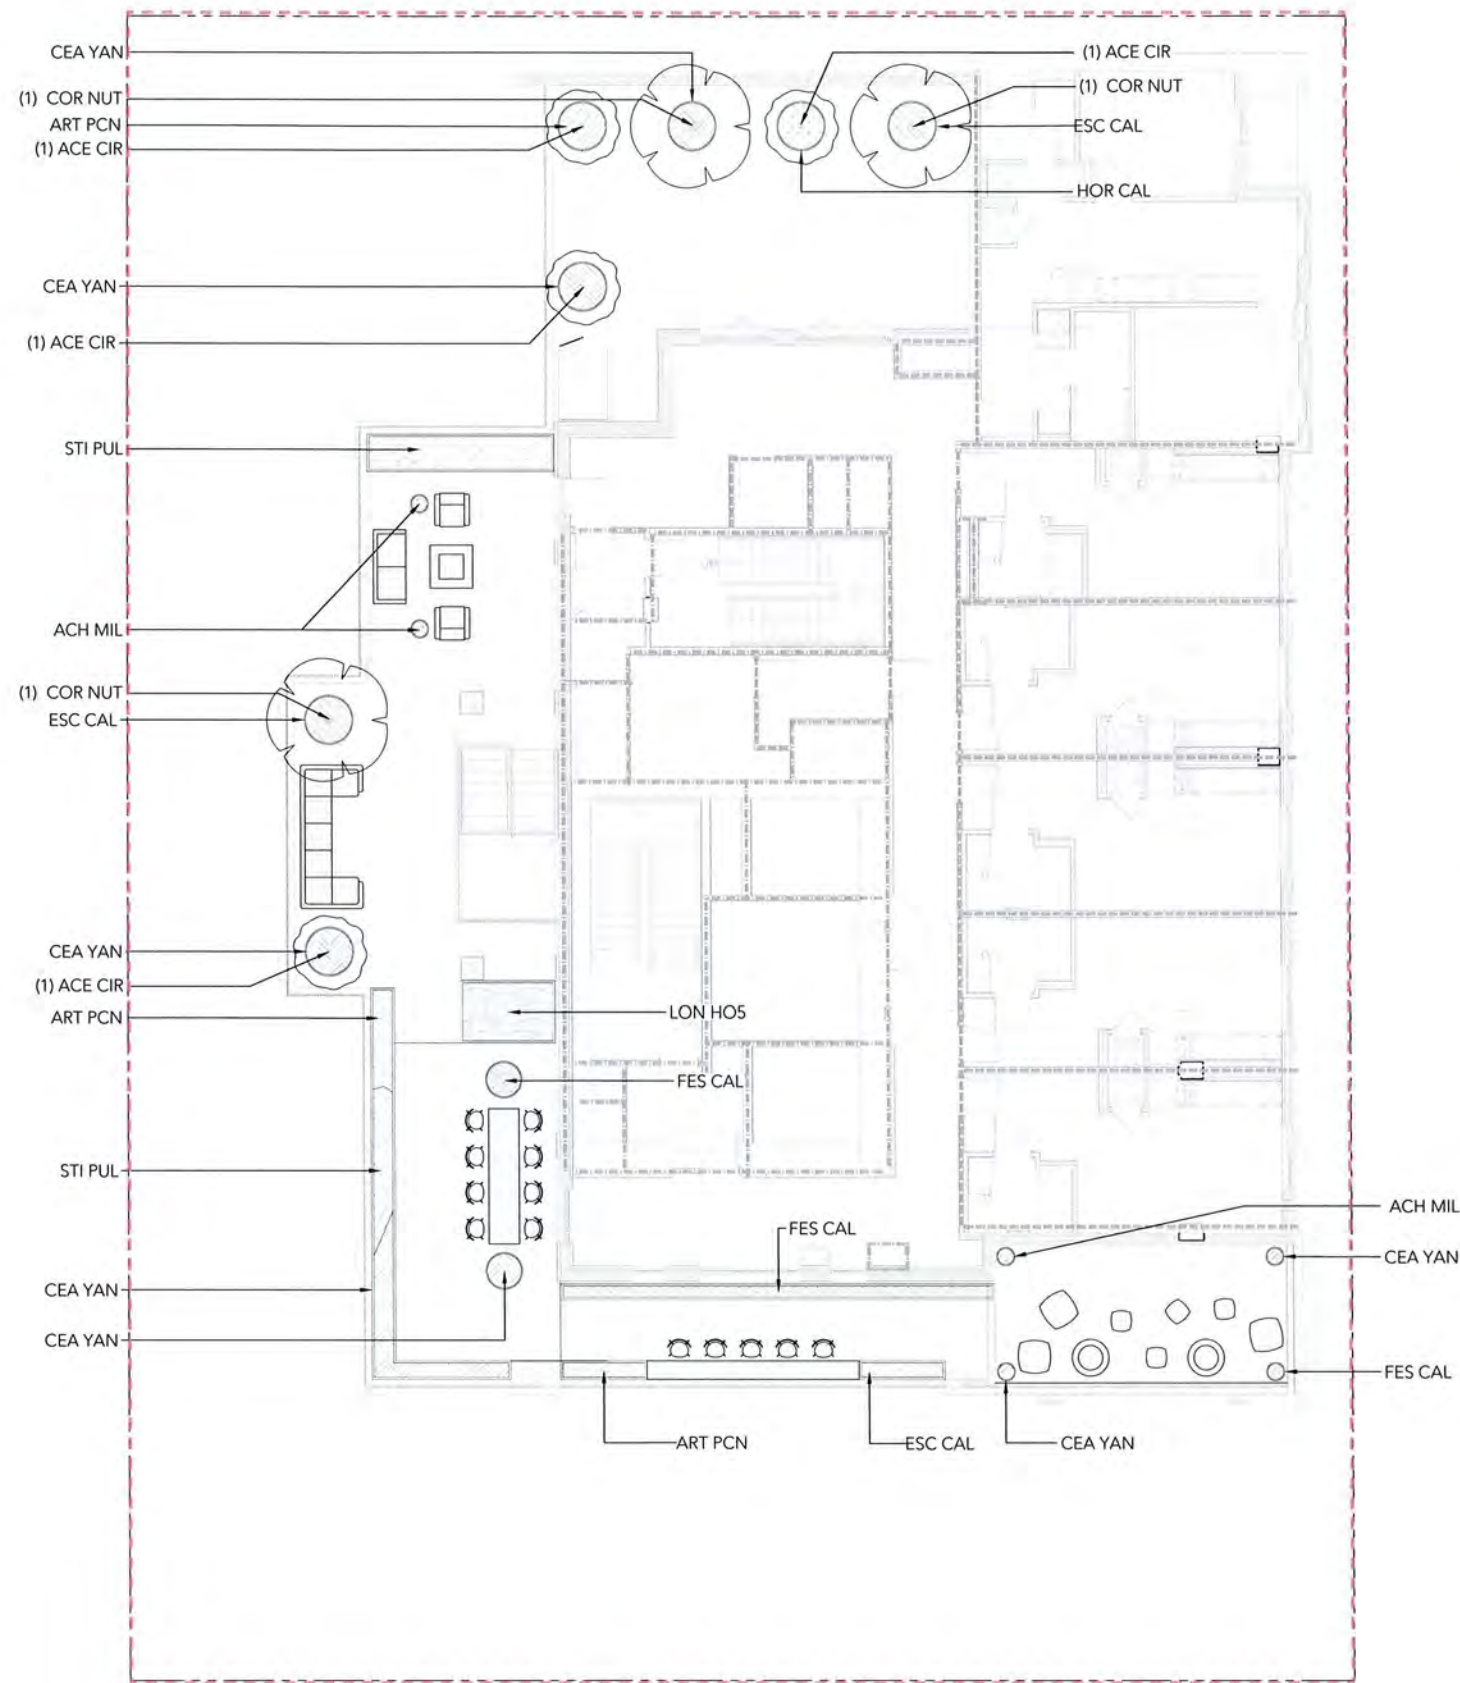 CEA YAN
(1) ACE CIR
(1) COR NUT
(1) COR NUT
ART PCN
ESC CAL
(1) ACE CIR
HOR CAL
CEA YAN
(1) ACE CIR
STI PUL
ACH MIL
(1) COR NUT
ESC CAL
CEA YAN
(1) ACE CIR
ART PCN
LON HO5
FES CAL
STI PUL
ACH MIL
FES CAL
CEA YAN
CEA YAN
CEA YAN
FES CAL
ART PCN
ESC CAL
CEA YAN